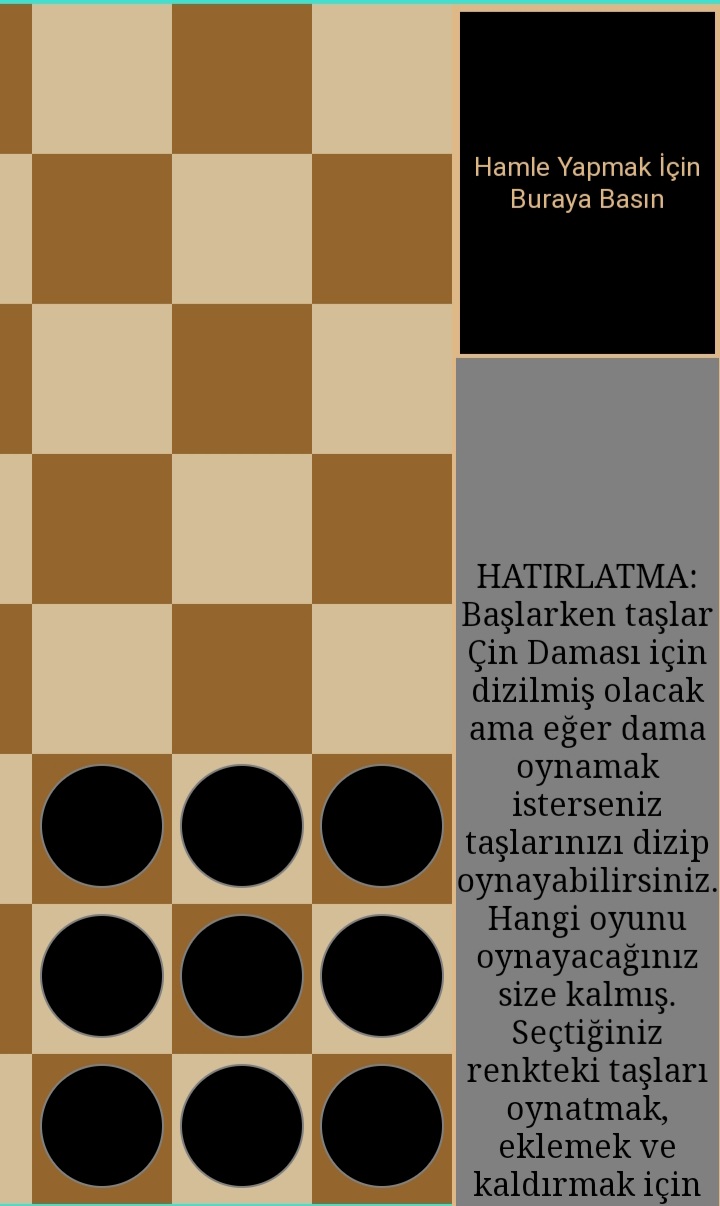 Hamle Yapmak İçin
Buraya Basın
HATIRLATMA:
Başlarken taşlar
Çin Daması için
dizilmiş olacak
ama eğer dama
oynamak
isterseniz
taşlarınızı dizip
oynayabilirsiniz.
Hangi oyunu
oynayacağınız
size kalmış.
Seçtiğiniz
renkteki taşları
oynatmak,
eklemek ve
kaldırmak için